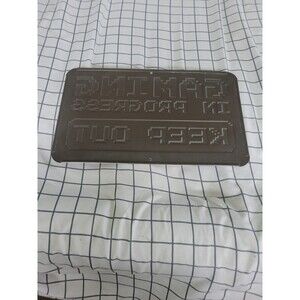 GAMING
IN PROGRESS
KEEP OUT